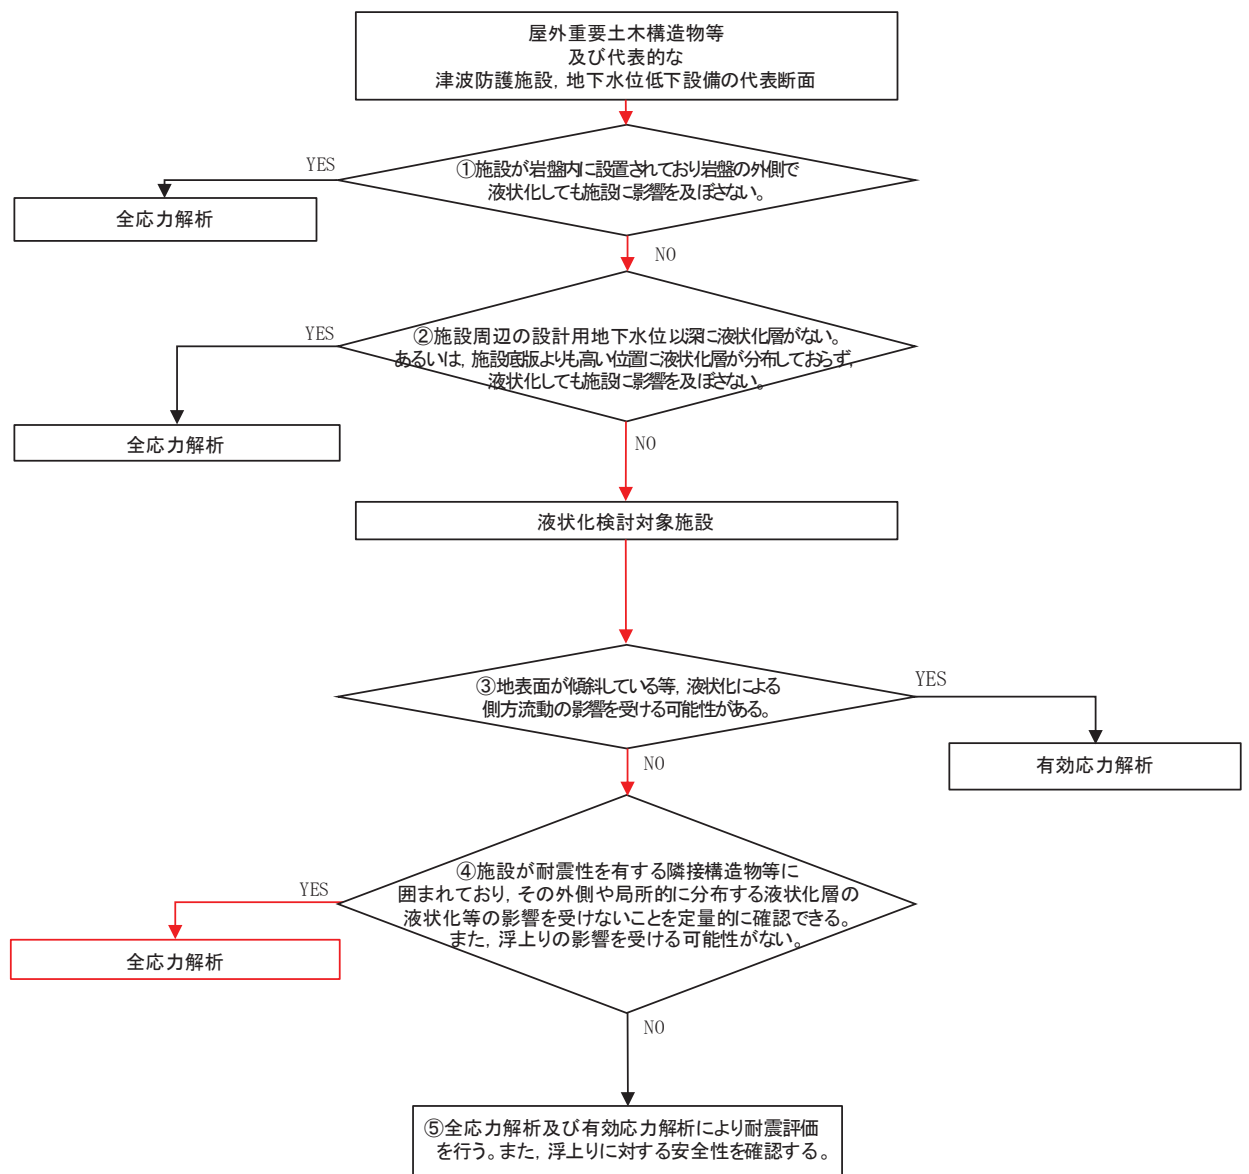 屋外重要土木構造物等
及び代表的な
津波防護施設，地下水位低下設備の代表断面
YES
①施設が岩盤内に設置されており岩盤の外側で
液状化しても施設に影響を及ぼさない。
全応力解析
NO
YES
②施設周辺の設計用地下水位以深に液状化層がない。
あるいは，施設底版よりも高い位置に液状化層が分布しておらず，
液状化しても施設に影響を及ぼさない。
全応力解析
NO
液状化検討対象施設
③地表面が傾斜している等，液状化による
側方流動の影響を受ける可能性がある。
YES
有効応力解析
NO
④施設が耐震性を有する隣接構造物等に
囲まれており，その外側や局所的に分布する液状化層の
液状化等の影響を受けないことを定量的に確認できる。
また，浮上りの影響を受ける可能性がない。
YES
全応力解析
NO
⑤全応力解析及び有効応力解析により耐震評価
を行う。また，浮上りに対する安全性を確認する。